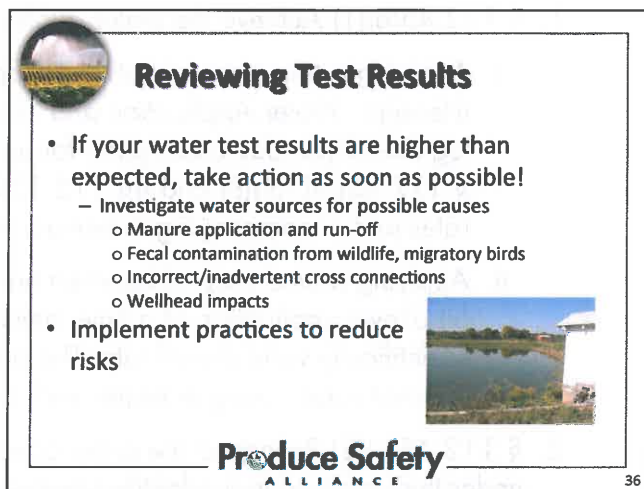 Reviewing Test Results
• If your water test results are higher than
expected, take action as soon as possible!
– Investigate water sources for possible causes
o Manure application and run-off
o Fecal contamination from wildlife, migratory birds
o Incorrect/inadvertent cross connections
o Wellhead impacts
• Implement practices to reduce
risks
Produce Safety
ALLIANCE
36